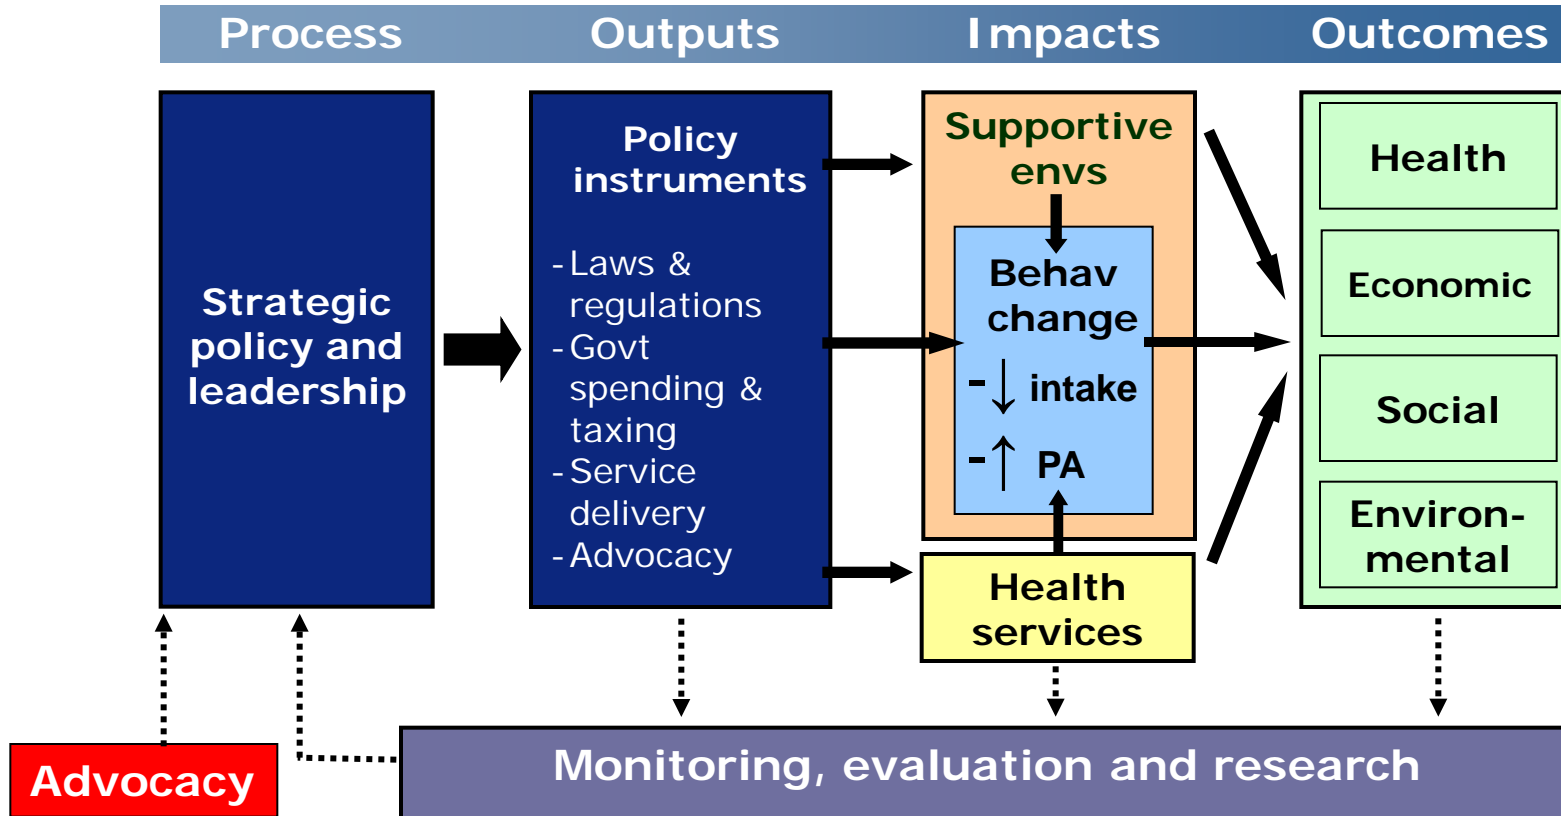 Process
Outputs
Impacts
Outcomes
Strategic
policy and
leadership
Policy
instruments
-Laws &
regulations
-Govt
spending &
taxing
-Service
delivery
-Advocacy
Supportive
envs
Behav
change
-↓ intake
-↑ PA
Health
services
Health
Economic
Social
Environ-
mental
Advocacy
Monitoring, evaluation and research